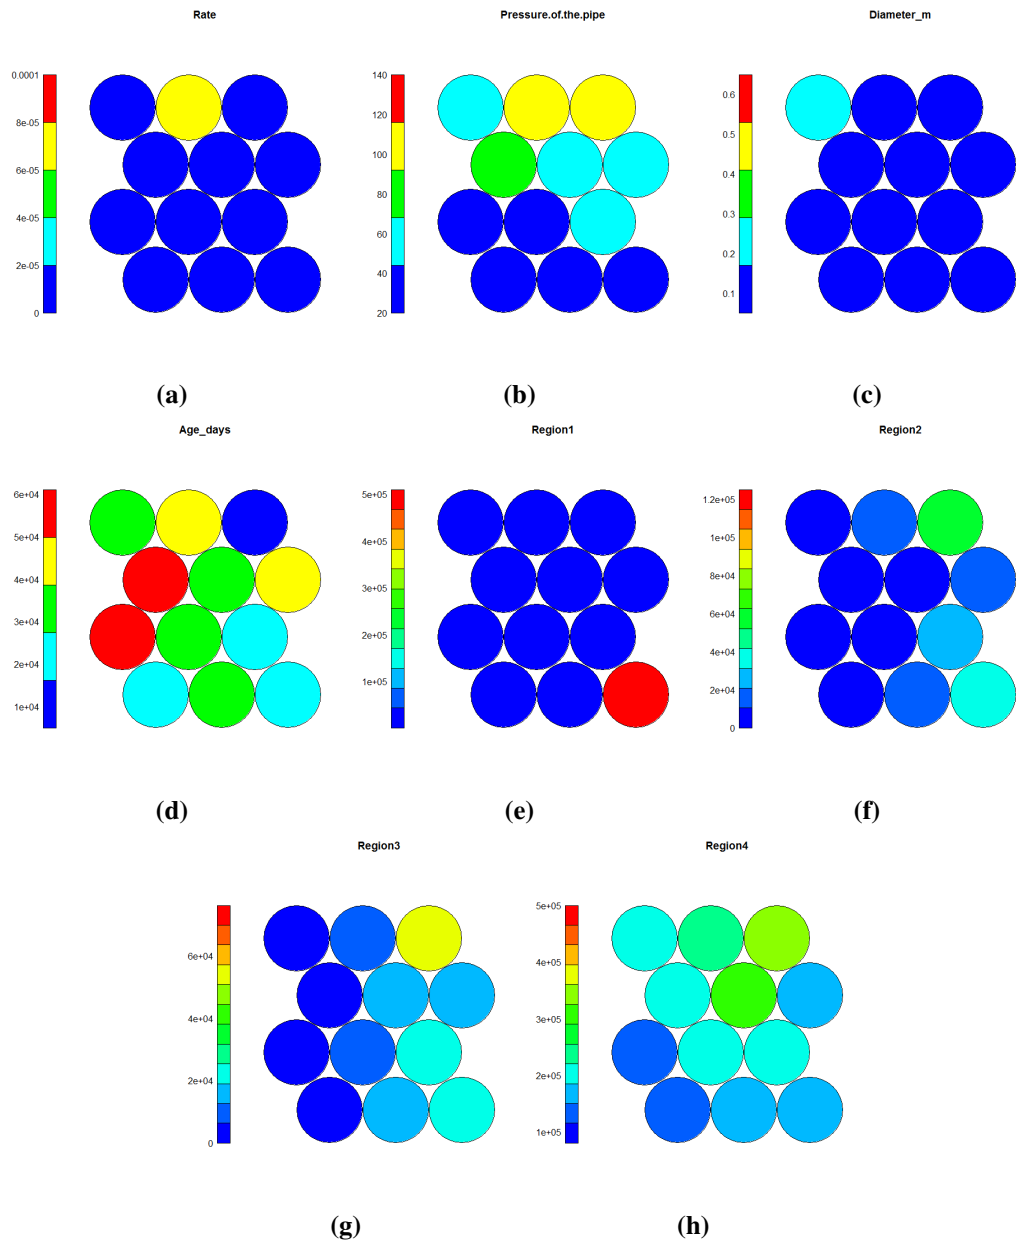 Rate
0.0001
8e-05
6e-05
4e-05
2e-05
0
(a)
Pressure.of.the.pipe
140
120
100
80
60
40
20
(b)
Diameter_m
0.6
0.5
0.4
0.3
0.2
0.1
(c)
Age_days
6e+04
5e+04
4e+04
3e+04
2e+04
1e+04
(d)
Region1
5e+05
4e+05
3e+05
2e+05
1e+05
(e)
Region2
1.2e+05
1e+05
8e+04
6e+04
4e+04
2e+04
0
(f)
Region3
6e+04
4e+04
2e+04
0
(g)
Region4
5e+05
4e+05
3e+05
2e+05
1e+05
(h)